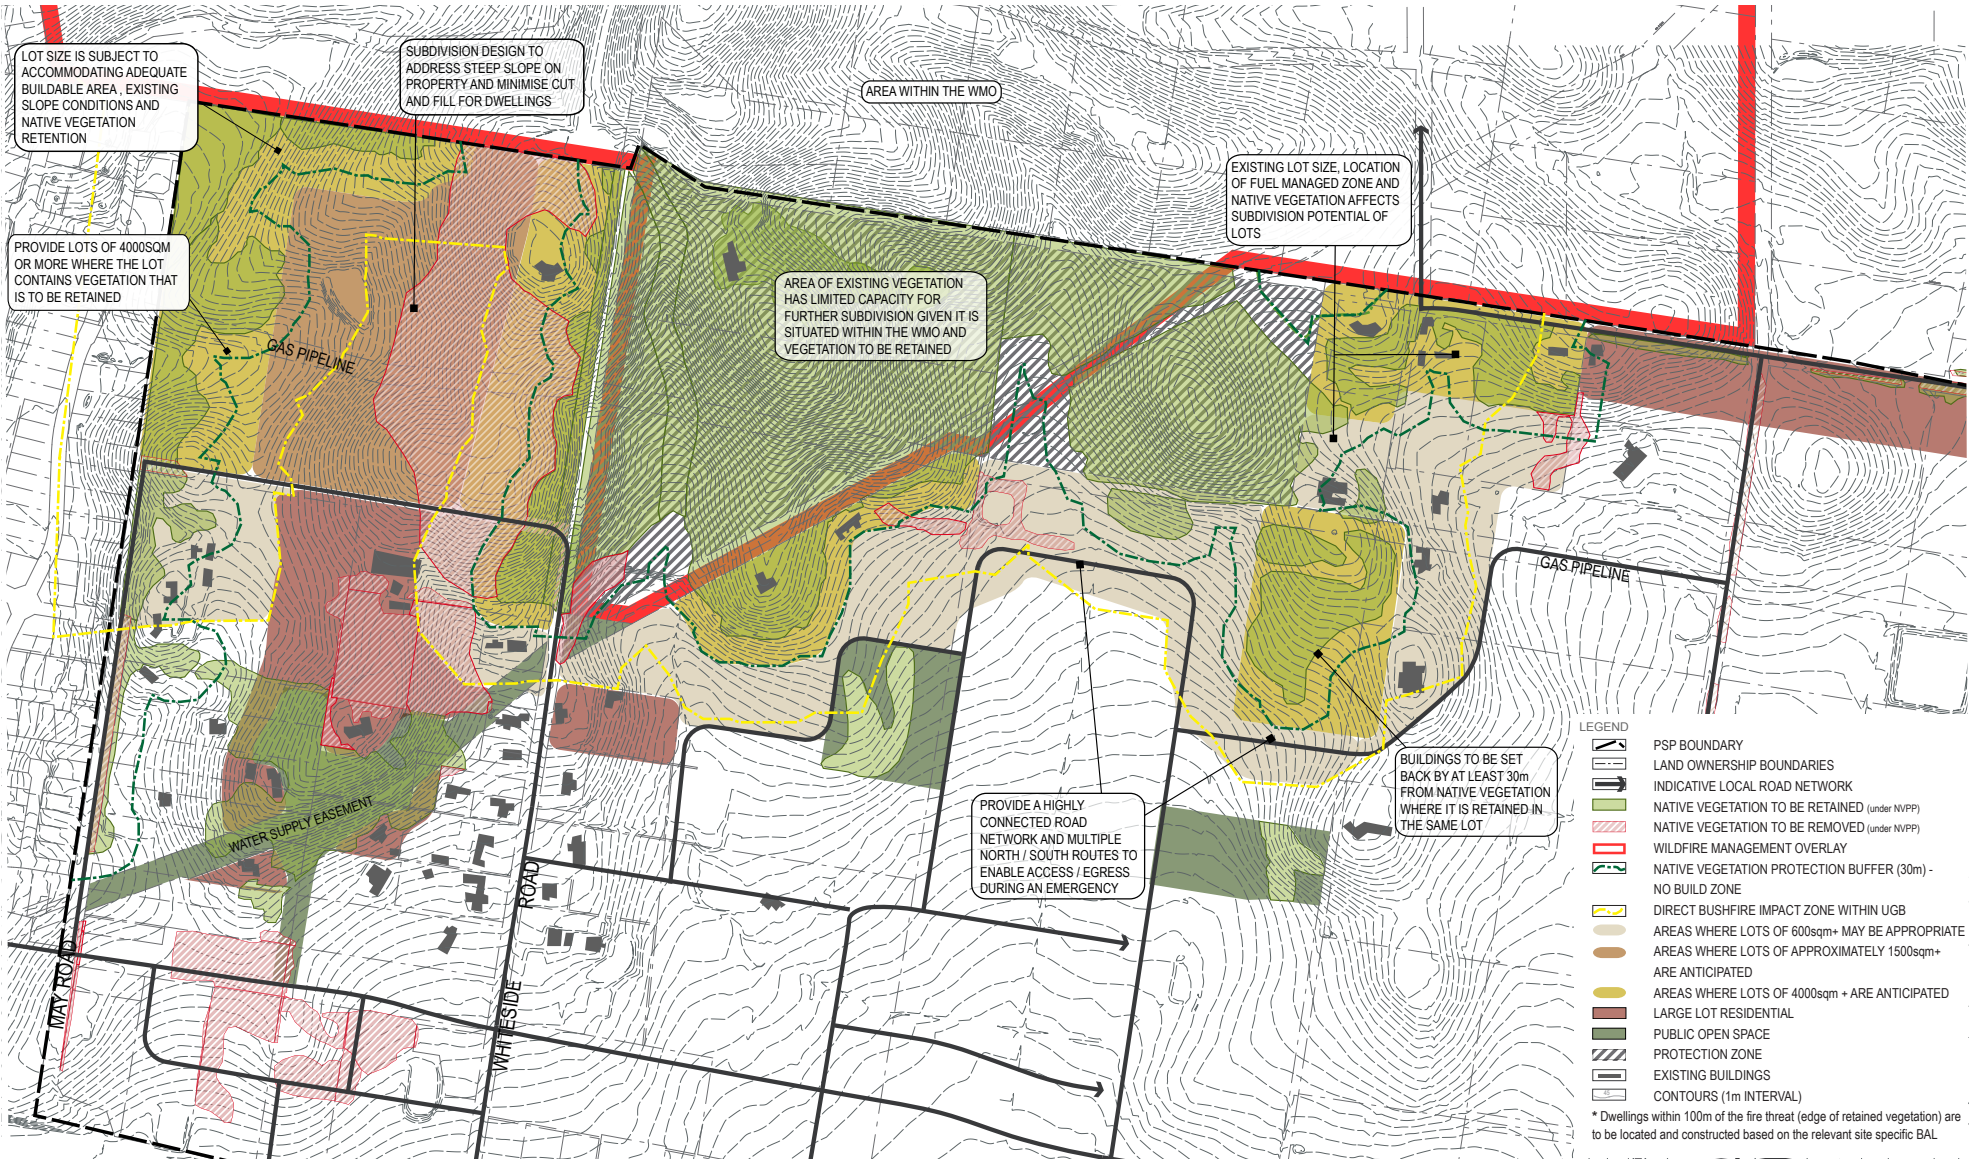 LOT SIZE IS SUBJECT TO
ACCOMMODATING ADEQUATE
BUILDABLE AREA , EXISTING
SLOPE CONDITIONS AND
NATIVE VEGETATION
RETENTION
SUBDIVISION DESIGN TO
ADDRESS STEEP SLOPE ON
PROPERTY AND MINIMISE CUT
AND FILL FOR DWELLINGS
AREA WITHIN THE WMO
EXISTING LOT SIZE, LOCATION
OF FUEL MANAGED ZONE AND
NATIVE VEGETATION AFFECTS
SUBDIVISION POTENTIAL OF
LOTS
PROVIDE LOTS OF 4000SQM
OR MORE WHERE THE LOT
CONTAINS VEGETATION THAT
IS TO BE RETAINED
AREA OF EXISTING VEGETATION
HAS LIMITED CAPACITY FOR
FURTHER SUBDIVISION GIVEN IT IS
SITUATED WITHIN THE WMO AND
VEGETATION TO BE RETAINED
GAS PIPELINE
GAS PIPELINE
WATER SUPPLY EASEMENT
MAY ROAD
WHITESIDE ROAD
PROVIDE A HIGHLY
CONNECTED ROAD
NETWORK AND MULTIPLE
NORTH / SOUTH ROUTES TO
ENABLE ACCESS / EGRESS
DURING AN EMERGENCY
BUILDINGS TO BE SET
BACK BY AT LEAST 30m
FROM NATIVE VEGETATION
WHERE IT IS RETAINED IN
THE SAME LOT
LEGEND
PSP BOUNDARY
LAND OWNERSHIP BOUNDARIES
INDICATIVE LOCAL ROAD NETWORK
NATIVE VEGETATION TO BE RETAINED (under NVPP)
NATIVE VEGETATION TO BE REMOVED (under NVPP)
WILDFIRE MANAGEMENT OVERLAY
NATIVE VEGETATION PROTECTION BUFFER (30m) -
NO BUILD ZONE
DIRECT BUSHFIRE IMPACT ZONE WITHIN UGB
AREAS WHERE LOTS OF 600sqm+ MAY BE APPROPRIATE
AREAS WHERE LOTS OF APPROXIMATELY 1500sqm+
ARE ANTICIPATED
AREAS WHERE LOTS OF 4000sqm + ARE ANTICIPATED
LARGE LOT RESIDENTIAL
PUBLIC OPEN SPACE
PROTECTION ZONE
EXISTING BUILDINGS
45
CONTOURS (1m INTERVAL)
* Dwellings within 100m of the fire threat (edge of retained vegetation) are
to be located and constructed based on the relevant site specific BAL